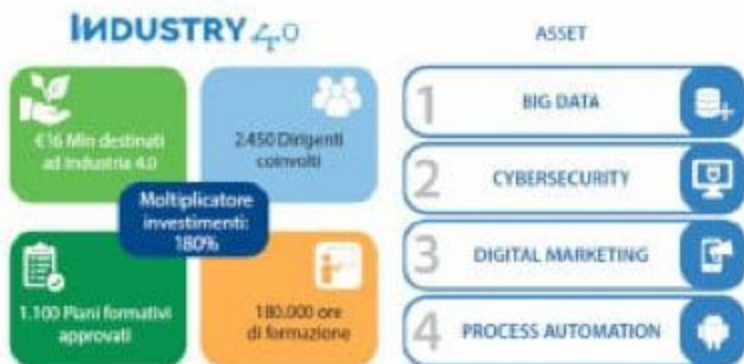 INDUSTRY 4.0
€16 Mln destinati
ad Industria 4.0
2.450 Dirigenti
coinvolti
Moltiplicatore
investimenti:
180%
1.100 Piani formativi
approvati
180.000 ore
di formazione
ASSET
1 BIG DATA
2 CYBERSECURITY
3 DIGITAL MARKETING
4 PROCESS AUTOMATION